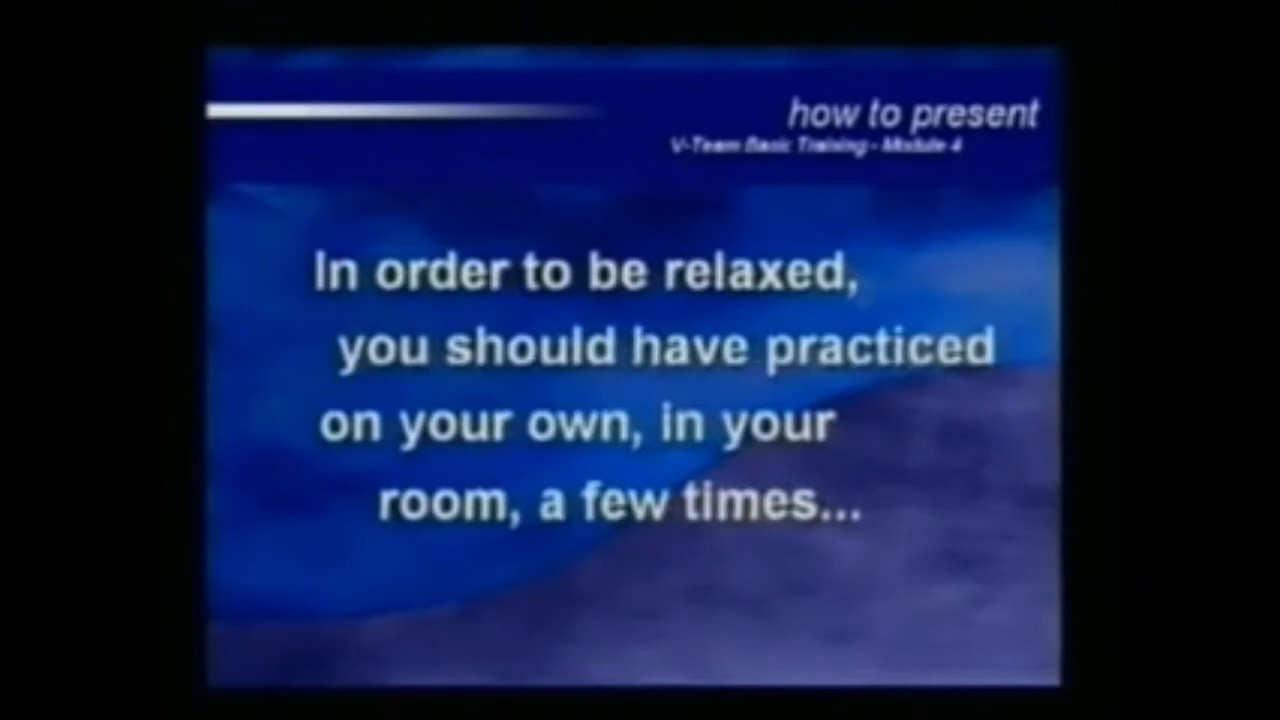 how to present
V-Team Basic Training - Module 4
In order to be relaxed,
you should have practiced
on your own, in your
room, a few times...